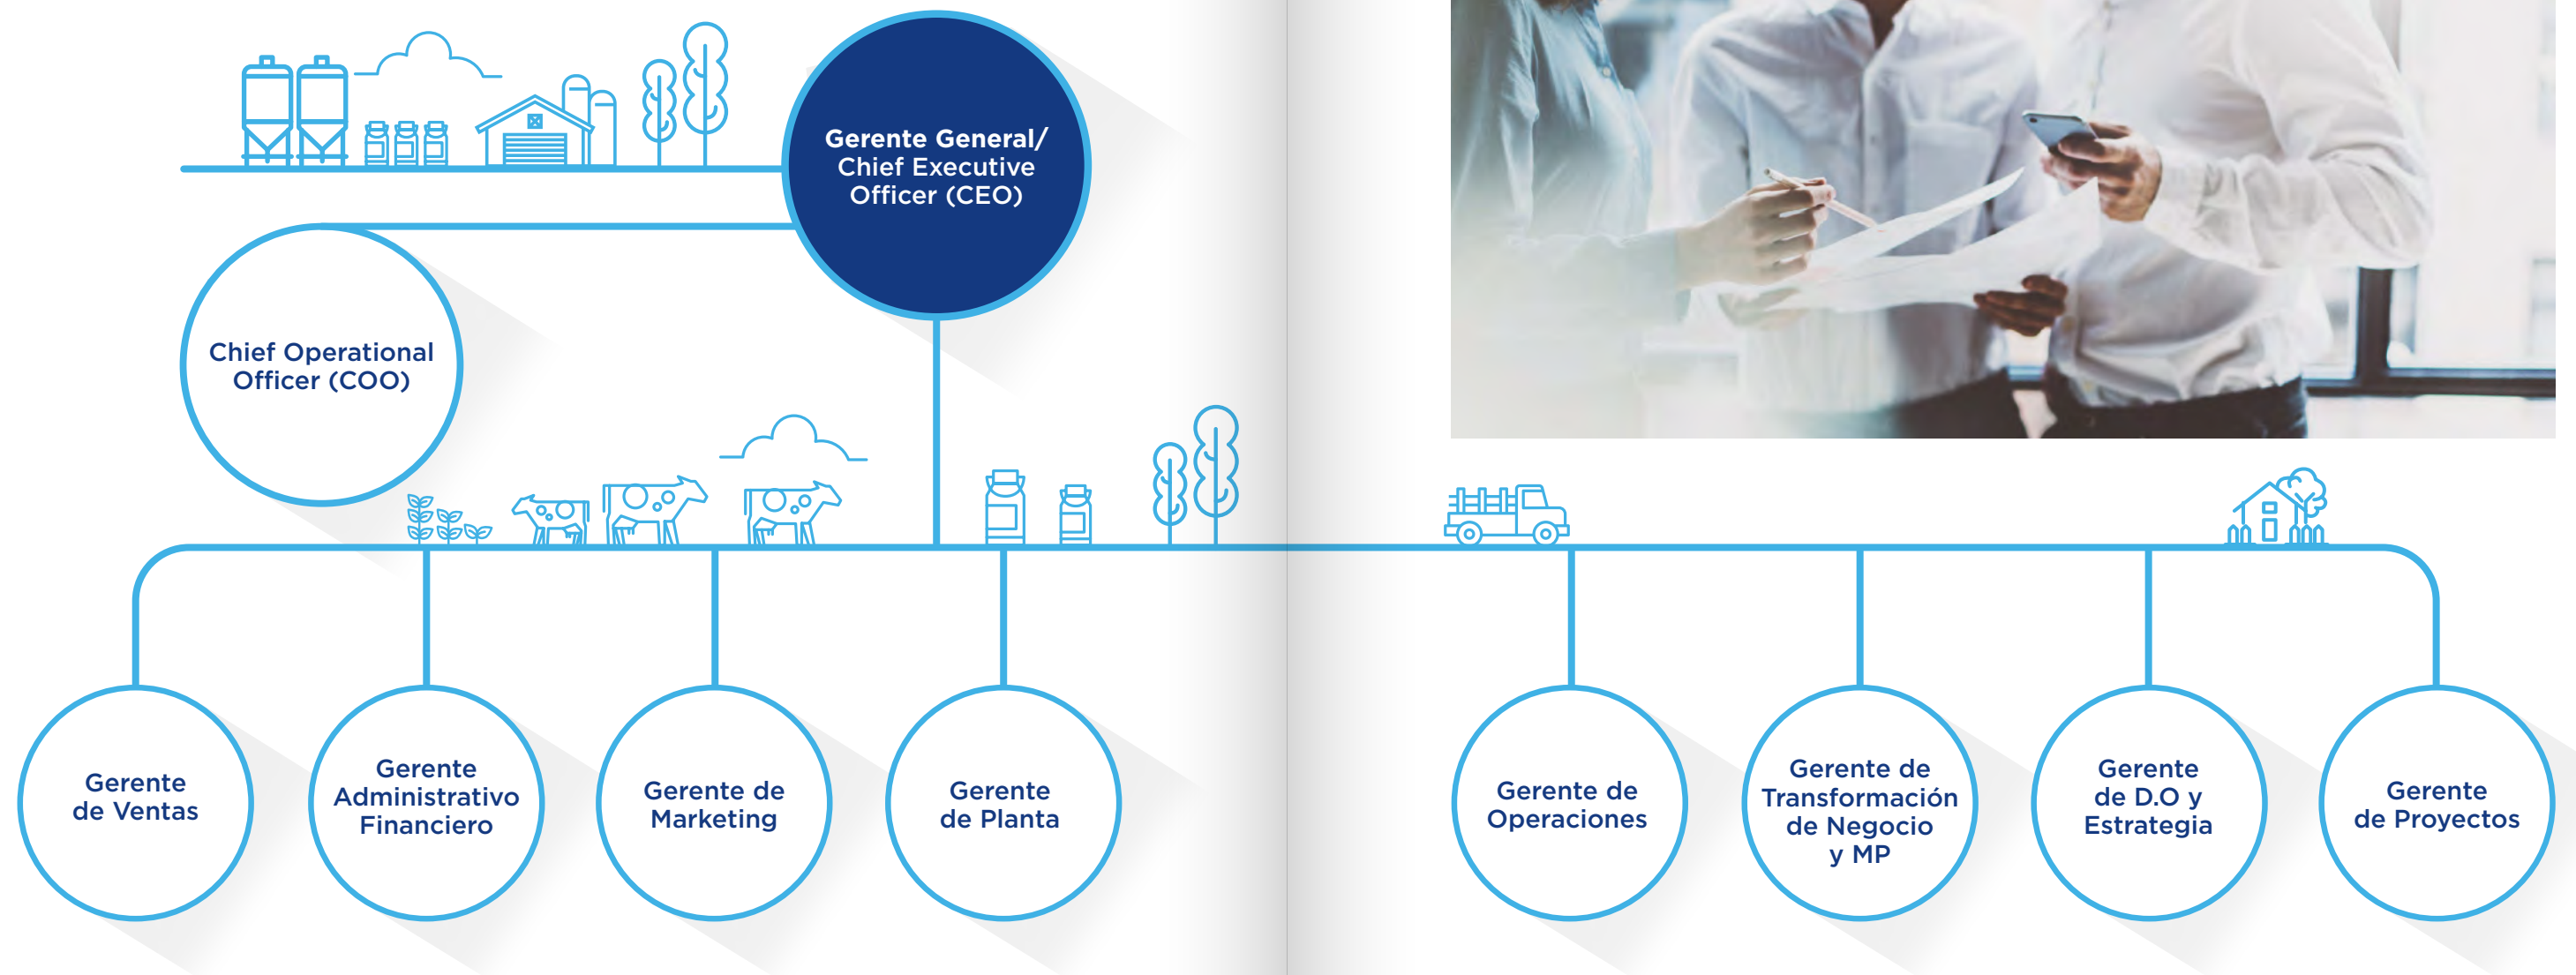 Gerente General/
Chief Executive
Officer (CEO)
Chief Operational
Officer (COO)
Gerente
de Ventas
Gerente
Administrativo
Financiero
Gerente de
Marketing
Gerente
de Planta
Gerente de
Operaciones
Gerente de
Transformación
de Negocio
y MP
Gerente
de D.O y
Estrategia
Gerente
de Proyectos